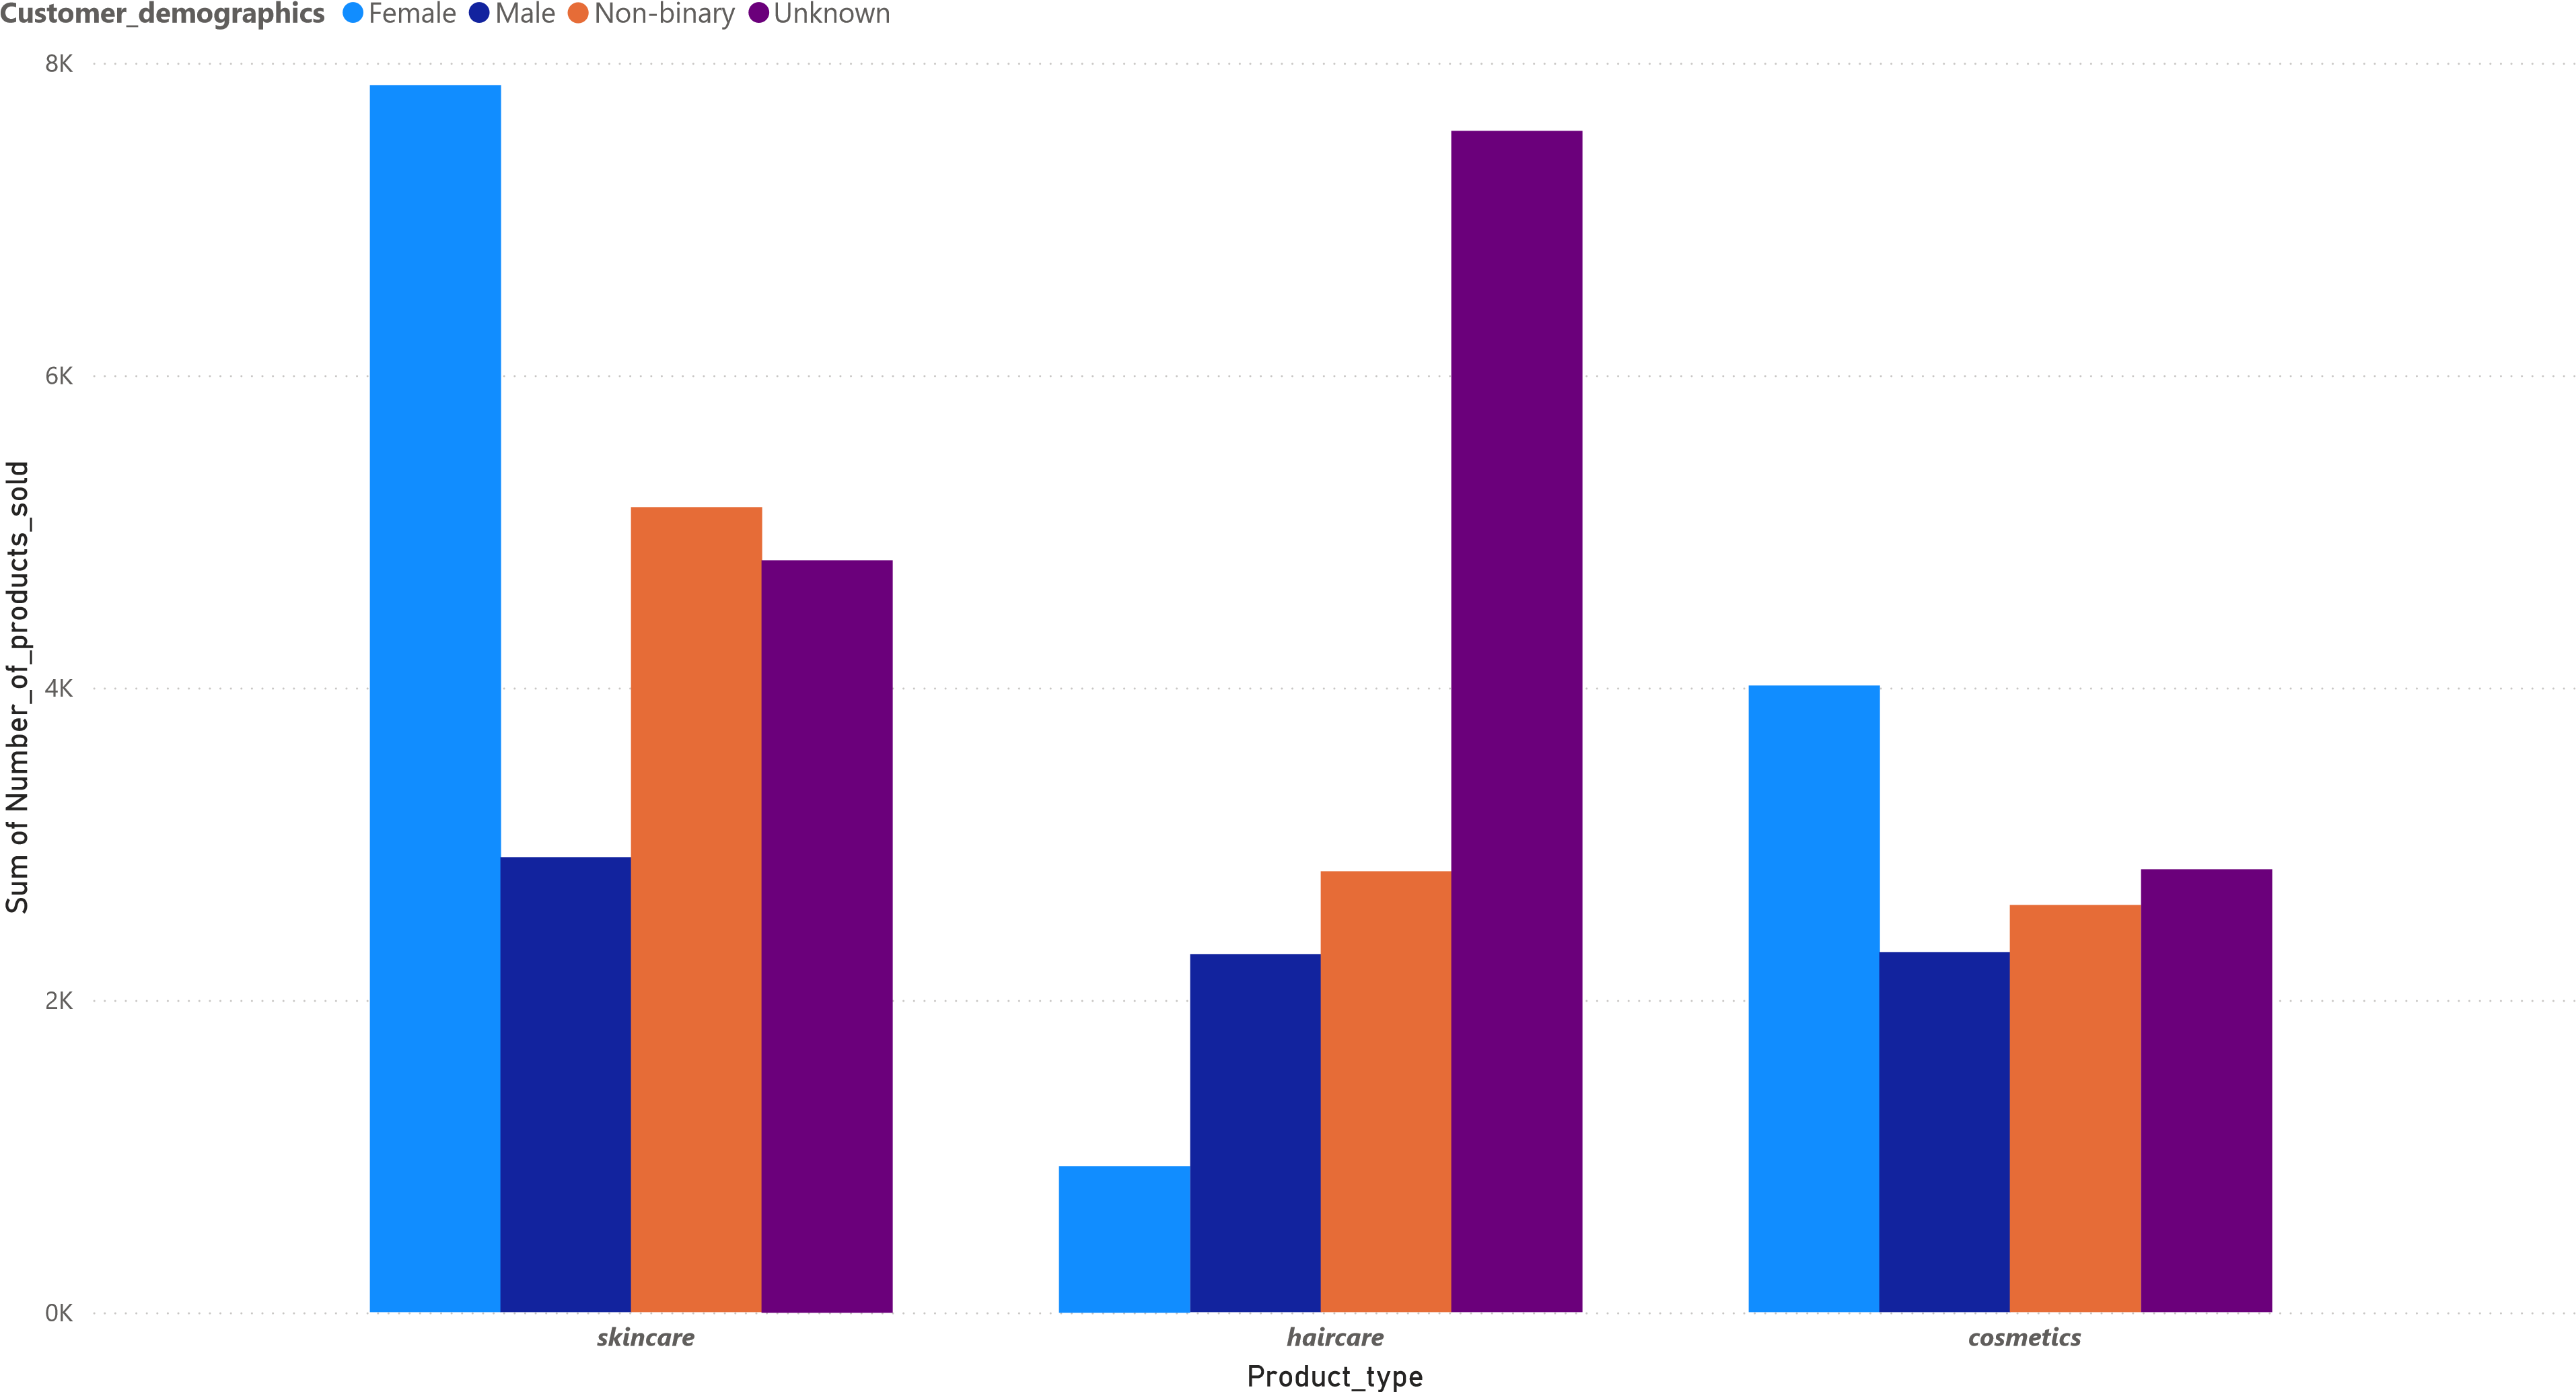 Customer_demographics Female Male Non-binary Unknown
8K
6K
4K
2K
0K
Sum of Number_of_products_sold
skincare haircare cosmetics
Product_type